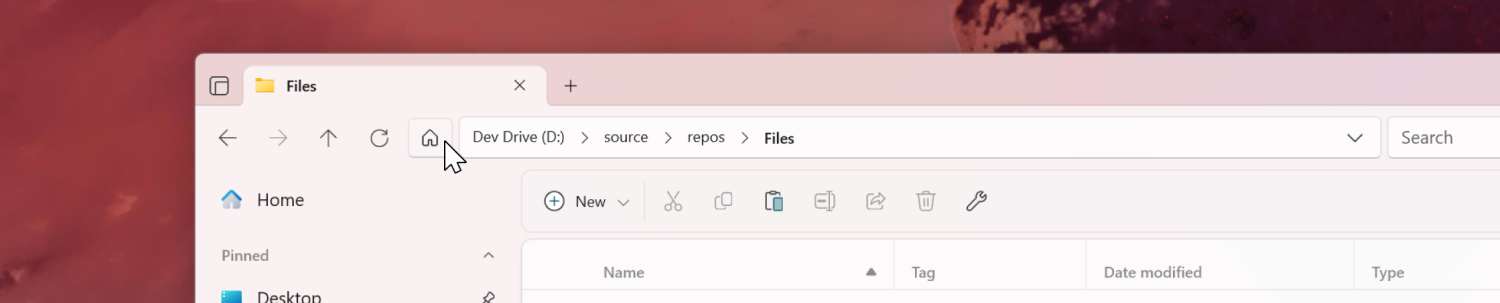 Files
Dev Drive (D:) source repos Files
Search
Home
New
Pinned
Name Tag Date modified Type
Desktop